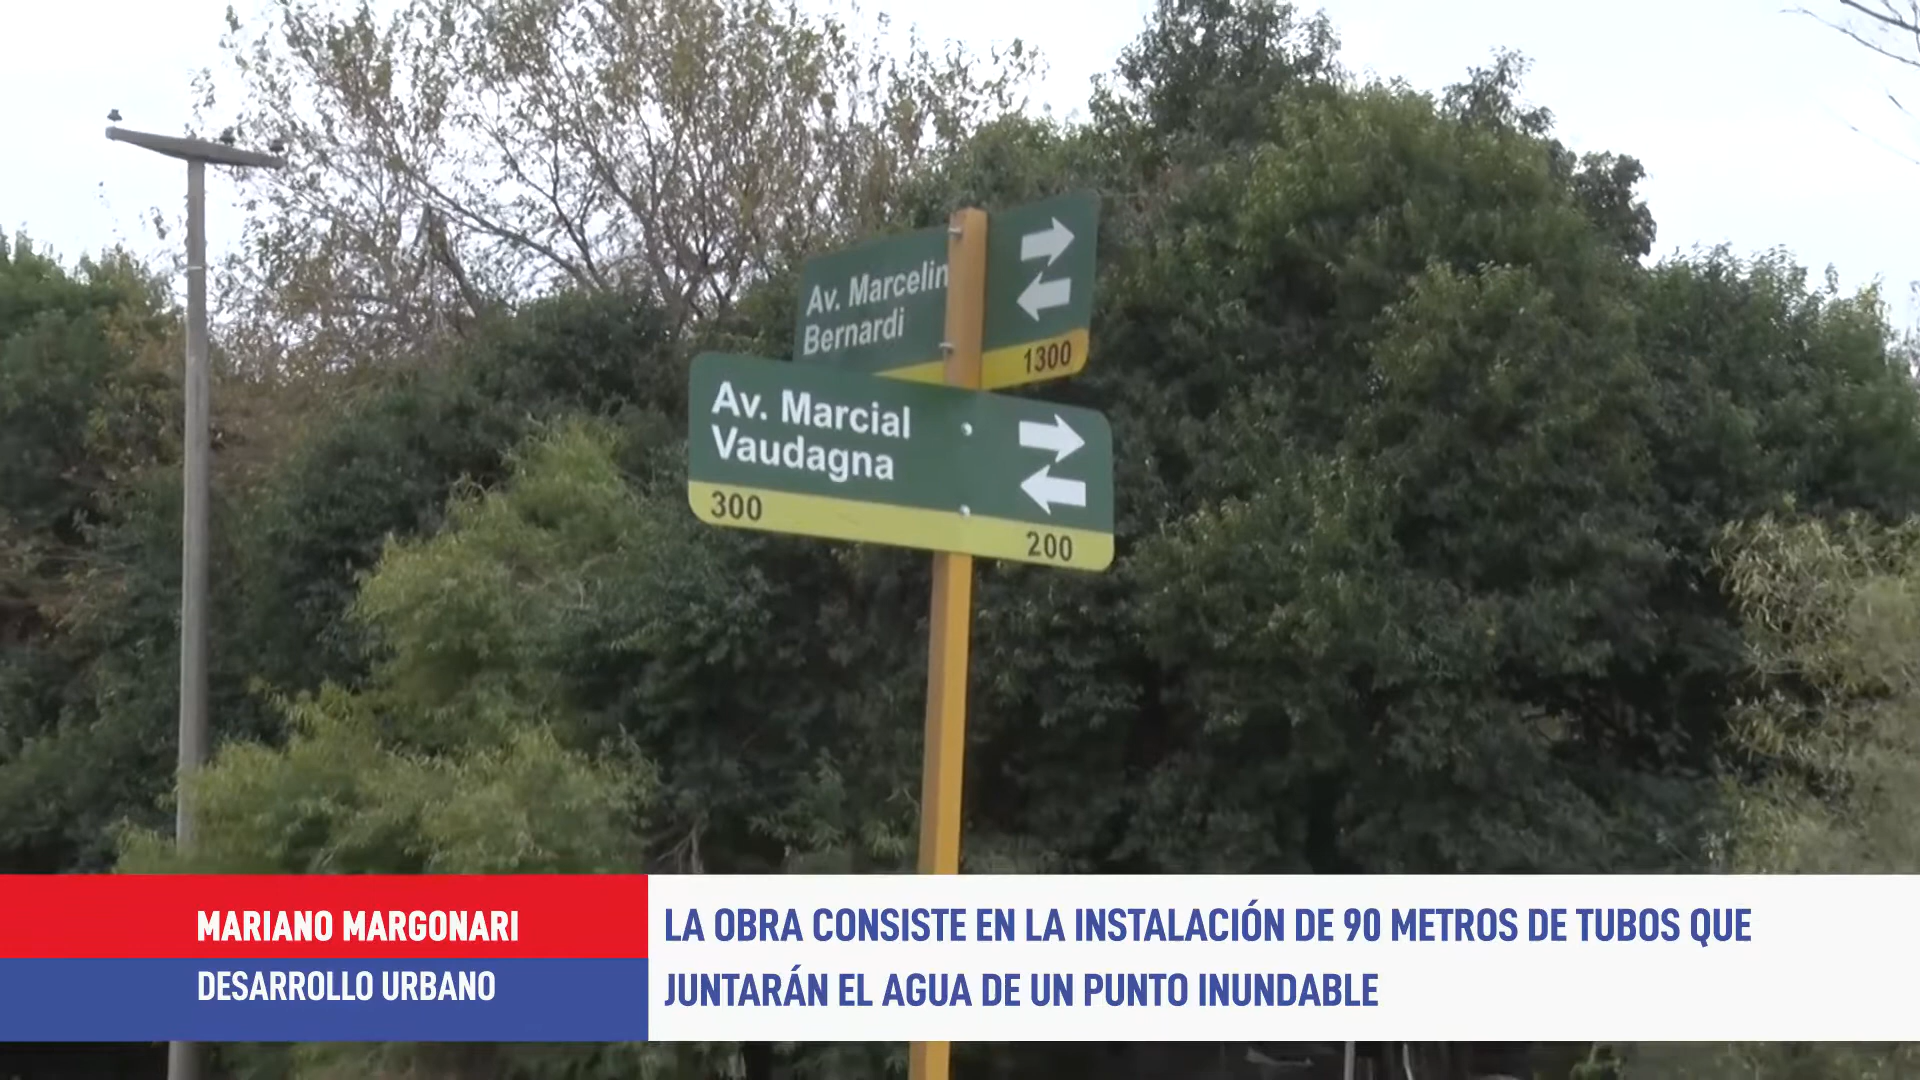 Av. Marcelin
Bernardi
1300
Av. Marcial
Vaudagna
300
200
MARIANO MARGONARI
DESARROLLO URBANO
LA OBRA CONSISTE EN LA INSTALACIÓN DE 90 METROS DE TUBOS QUE
JUNTARÁN EL AGUA DE UN PUNTO INUNDABLE